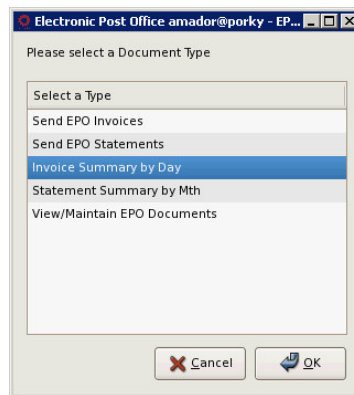 Electronic Post Office amador@porky - EP...
Please select a Document Type
Select a Type
Send EPO Invoices
Send EPO Statements
Invoice Summary by Day
Statement Summary by Mth
View/Maintain EPO Documents
Cancel OK